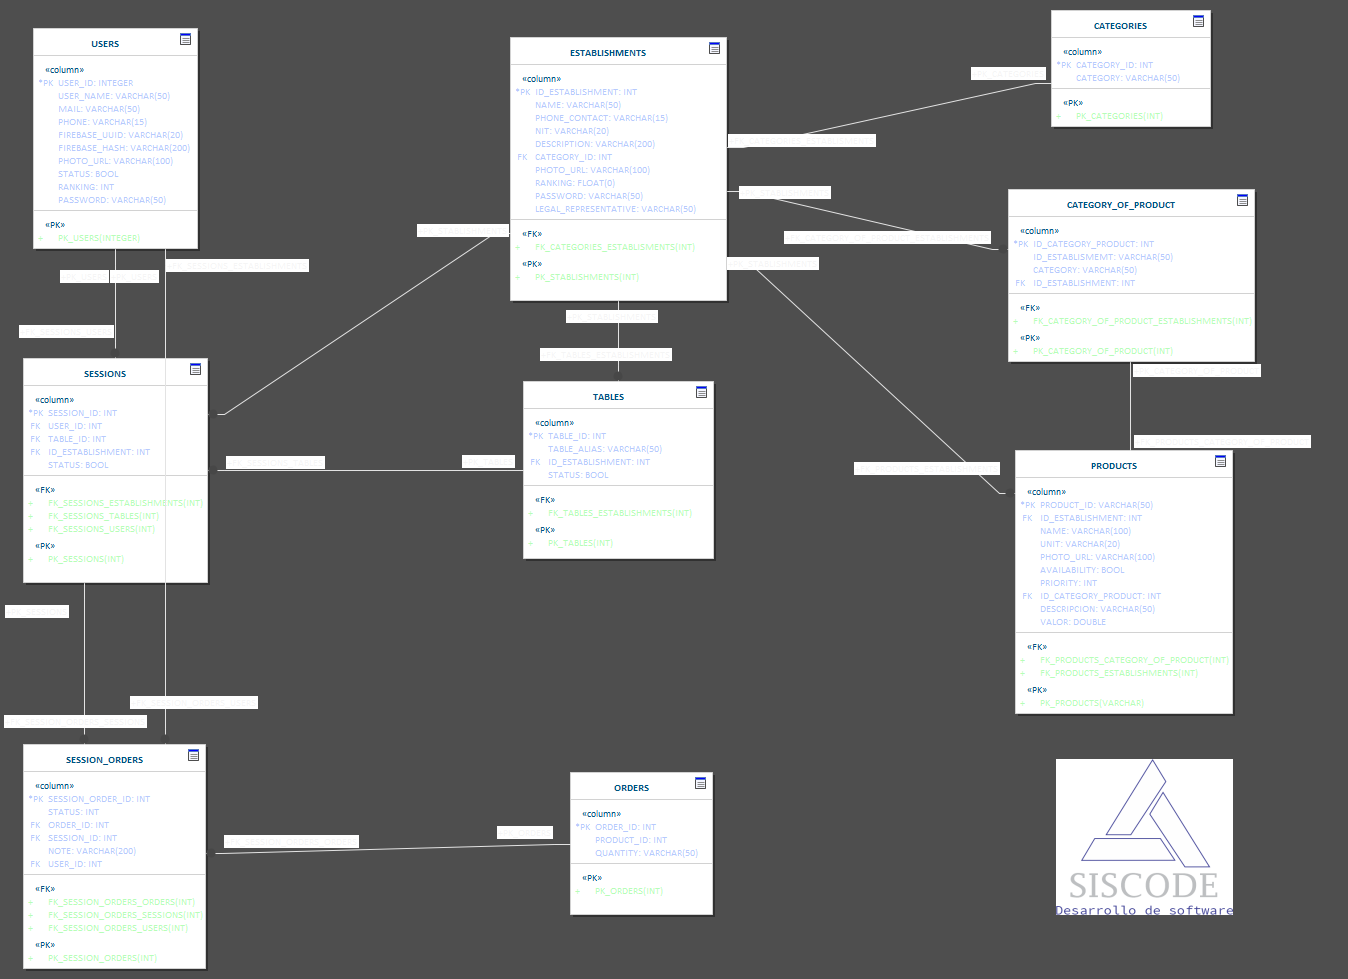 USERS
«column»
*PK USER_ID: INTEGER
USER_NAME: VARCHAR(50)
MAIL: VARCHAR(50)
PHONE: VARCHAR(15)
FIREBASE_UUID: VARCHAR(20)
FIREBASE_HASH: VARCHAR(200)
PHOTO_URL: VARCHAR(100)
STATUS: BOOL
RANKING: INT
PASSWORD: VARCHAR(50)
«PK»
+ PK_USERS(INTEGER)
ESTABLISHMENTS
«column»
*PK ID_ESTABLISHMENT: INT
NAME: VARCHAR(50)
PHONE_CONTACT: VARCHAR(15)
NIT: VARCHAR(20)
DESCRIPTION: VARCHAR(200)
FK CATEGORY_ID: INT
PHOTO_URL: VARCHAR(100)
RANKING: FLOAT(0)
PASSWORD: VARCHAR(50)
LEGAL_REPRESENTATIVE: VARCHAR(50)
«FK»
+ FK_CATEGORIES_ESTABLISMENTS(INT)
«PK»
+ PK_STABLISHMENTS(INT)
CATEGORIES
«column»
*PK CATEGORY_ID: INT
CATEGORY: VARCHAR(50)
«PK»
+ PK_CATEGORIES(INT)
CATEGORY_OF_PRODUCT
«column»
*PK ID_CATEGORY_PRODUCT: INT
ID_ESTABLISMEMT: VARCHAR(50)
CATEGORY: VARCHAR(50)
FK ID_ESTABLISHMENT: INT
«FK»
+ FK_CATEGORY_OF_PRODUCT_ESTABLISHMENTS(INT)
«PK»
+ PK_CATEGORY_OF_PRODUCT(INT)
SESSIONS
«column»
*PK SESSION_ID: INT
FK USER_ID: INT
FK TABLE_ID: INT
FK ID_ESTABLISHMENT: INT
STATUS: BOOL
«FK»
+ FK_SESSIONS_ESTABLISHMENTS(INT)
+ FK_SESSIONS_TABLES(INT)
+ FK_SESSIONS_USERS(INT)
«PK»
+ PK_SESSIONS(INT)
TABLES
«column»
*PK TABLE_ID: INT
TABLE_ALIAS: VARCHAR(50)
FK ID_ESTABLISHMENT: INT
STATUS: BOOL
«FK»
+ FK_TABLES_ESTABLISHMENTS(INT)
«PK»
+ PK_TABLES(INT)
PRODUCTS
«column»
*PK PRODUCT_ID: VARCHAR(50)
FK ID_ESTABLISHMENT: INT
NAME: VARCHAR(100)
UNIT: VARCHAR(20)
PHOTO_URL: VARCHAR(100)
AVAILABILITY: BOOL
PRIORITY: INT
FK ID_CATEGORY_PRODUCT: INT
DESCRIPCION: VARCHAR(50)
VALOR: DOUBLE
«FK»
+ FK_PRODUCTS_CATEGORY_OF_PRODUCT(INT)
+ FK_PRODUCTS_ESTABLISHMENTS(INT)
«PK»
+ PK_PRODUCTS(VARCHAR)
SESSION_ORDERS
«column»
*PK SESSION_ORDER_ID: INT
STATUS: INT
FK ORDER_ID: INT
FK SESSION_ID: INT
NOTE: VARCHAR(200)
FK USER_ID: INT
«FK»
+ FK_SESSION_ORDERS_ORDERS(INT)
+ FK_SESSION_ORDERS_SESSIONS(INT)
+ FK_SESSION_ORDERS_USERS(INT)
«PK»
+ PK_SESSION_ORDERS(INT)
ORDERS
«column»
*PK ORDER_ID: INT
PRODUCT_ID: INT
QUANTITY: VARCHAR(50)
«PK»
+ PK_ORDERS(INT)
SISCODE
Desarrollo de software